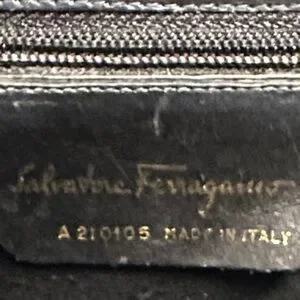 Salvatore Ferragamo
A 210105 MADE IN ITALY